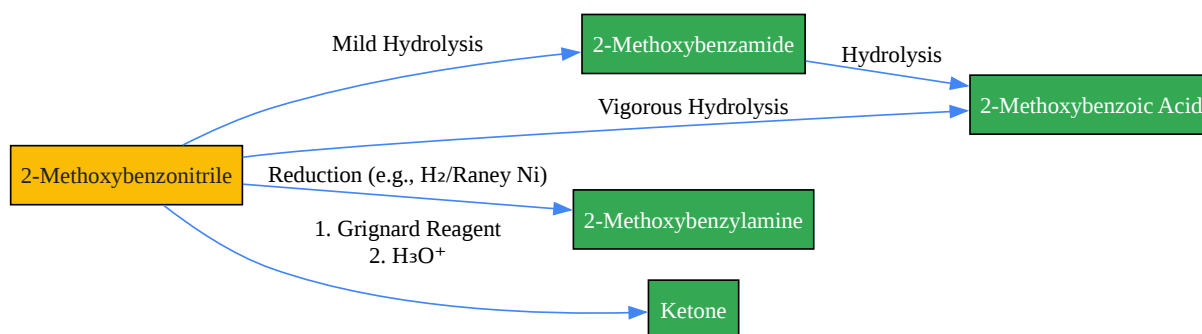 2-Methoxybenzonitrile
Mild Hydrolysis
2-Methoxybenzamide
Hydrolysis
Vigorous Hydrolysis
2-Methoxybenzoic Acid
Reduction (e.g., H₂/Raney Ni)
2-Methoxybenzylamine
1. Grignard Reagent
2. H₃O⁺
Ketone